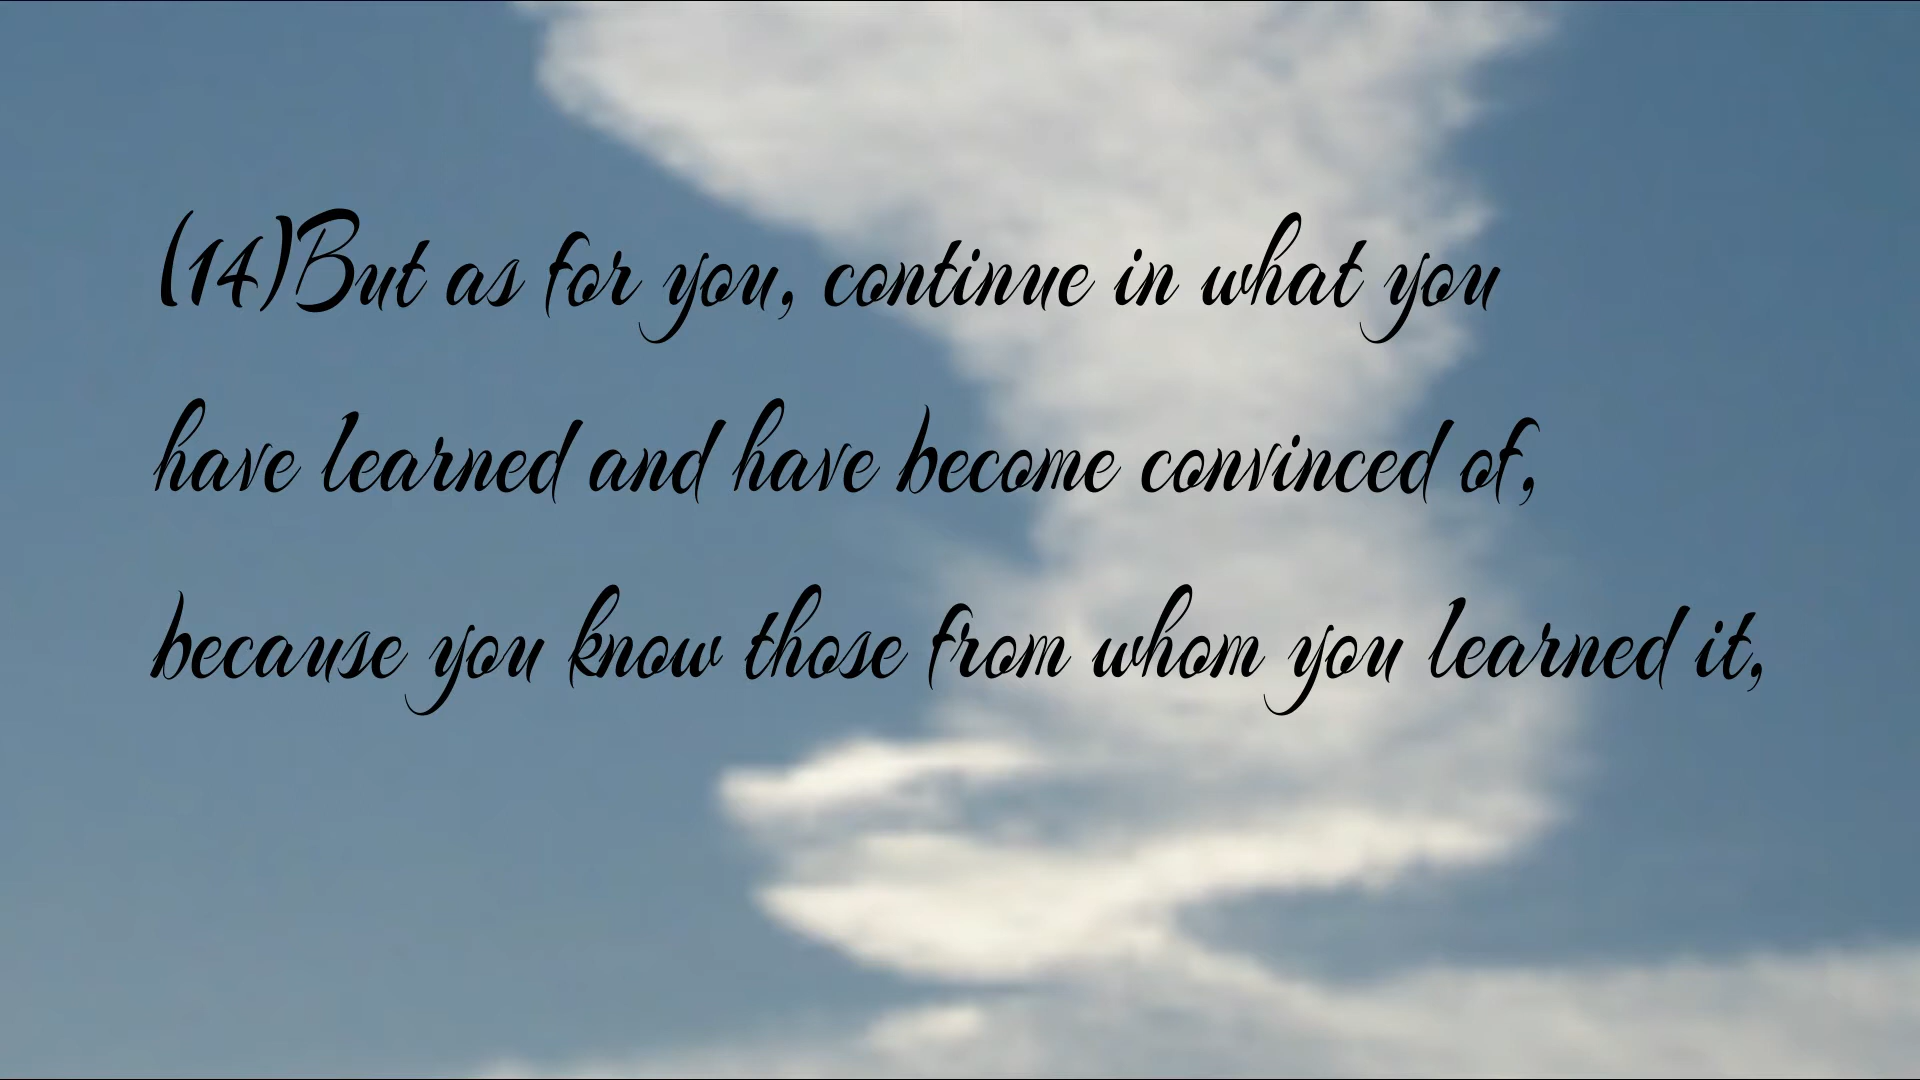 (14)But as for you, continue in what you
have learned and have become convinced of,
because you know those from whom you learned it,